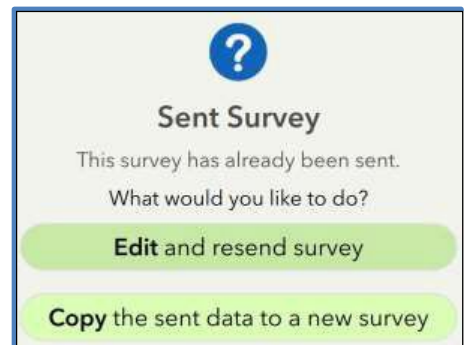 ?
Sent Survey
This survey has already been sent.
What would you like to do?
Edit and resend survey
Copy the sent data to a new survey